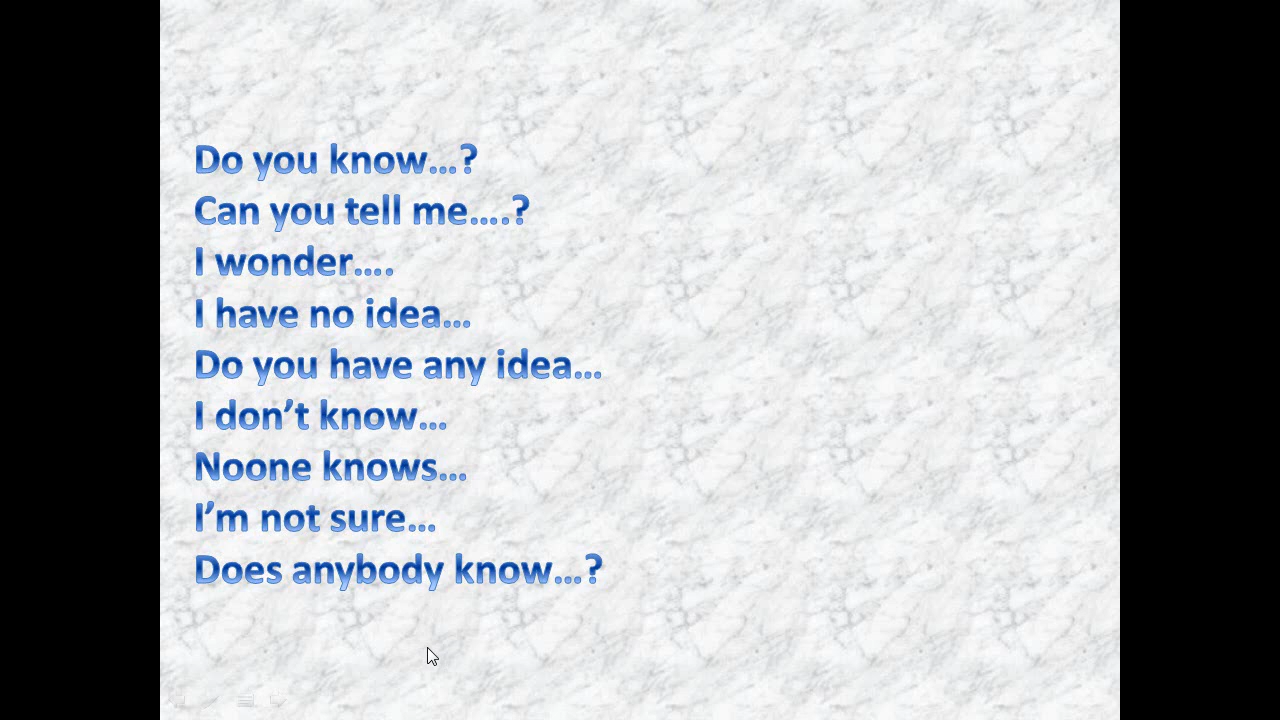 Do you know...?
Can you tell me....?
I wonder....
I have no idea...
Do you have any idea...
I don’t know...
Noone knows...
I’m not sure...
Does anybody know...?